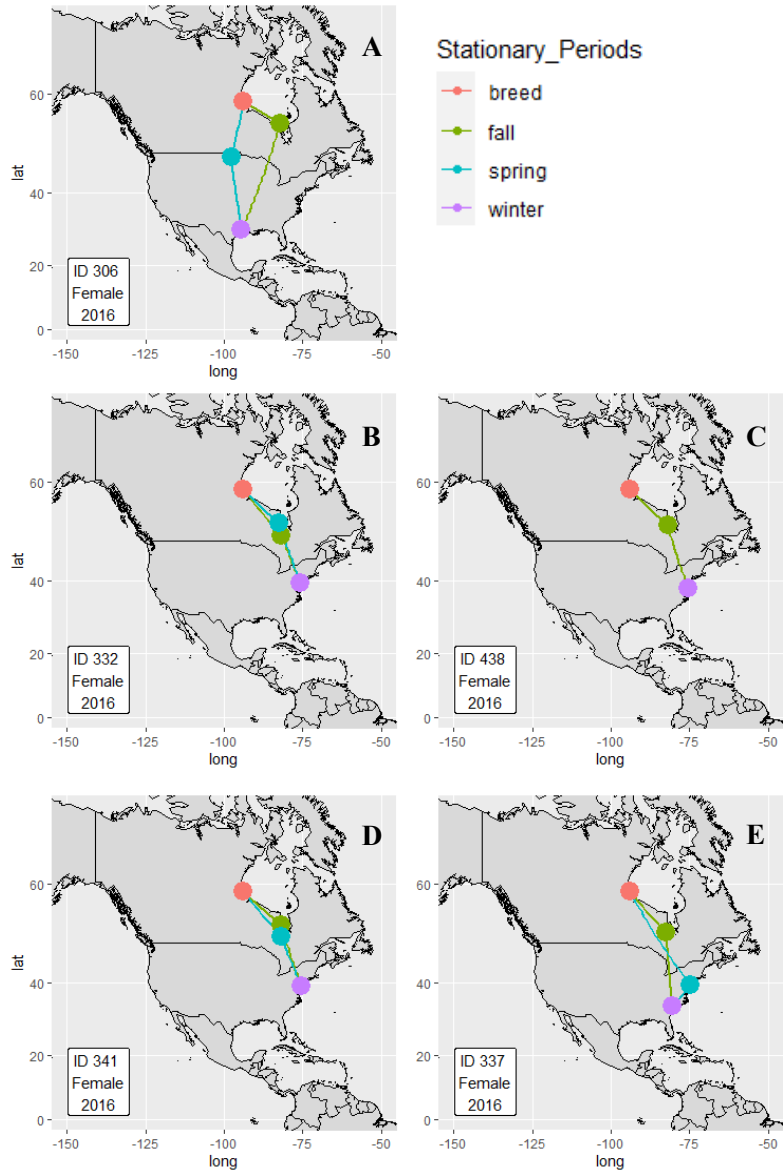 A
Stationary_Periods
breed
fall
spring
winter
lat
60
40
20
0
ID 306
Female
2016
-150
-125
-100
-75
-50
long
B
lat
60
40
20
0
ID 332
Female
2016
-150
-125
-100
-75
-50
long
C
60
40
20
0
ID 438
Female
2016
-150
-125
-100
-75
-50
long
D
lat
60
40
20
0
ID 341
Female
2016
-150
-125
-100
-75
-50
long
E
60
40
20
0
ID 337
Female
2016
-150
-125
-100
-75
-50
long